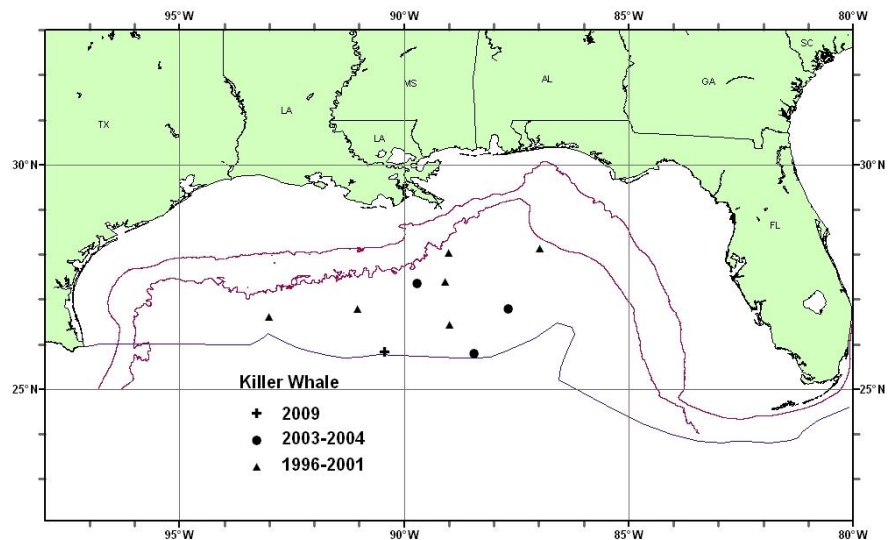 95°W 90°W 85°W 80°W
SC
MS AL GA
LA
TX
LA
30°N 30°N
FL
25°N 25°N
Killer Whale
2009
2003-2004
1996-2001
95°W 90°W 85°W 80°W